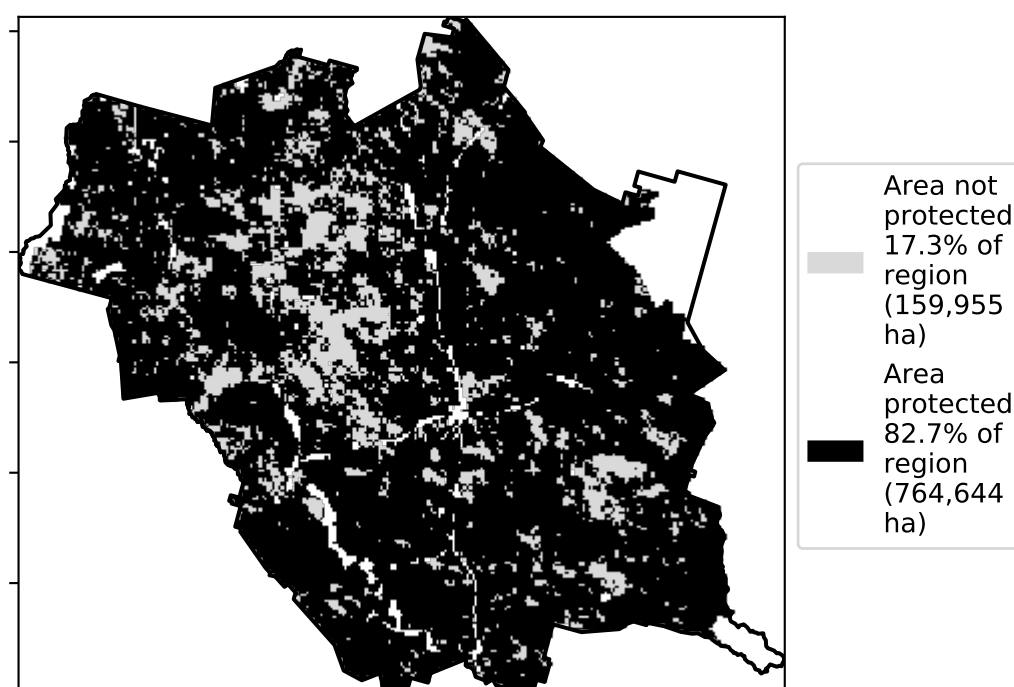 Area not
protected
17.3% of
region
(159,955
ha)
Area
protected
82.7% of
region
(764,644
ha)